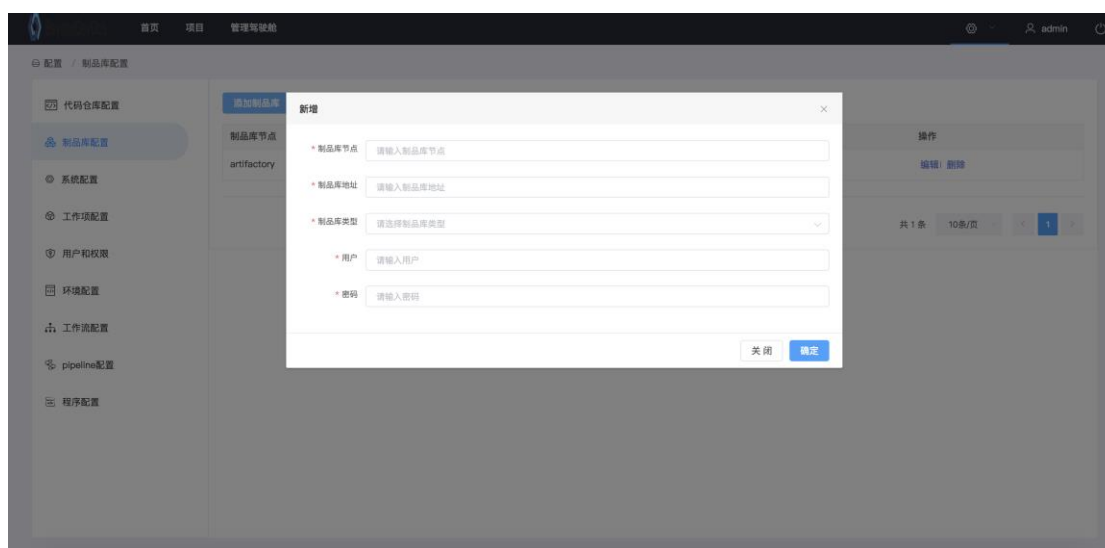 首页 项目 管理驾驶舱 admin
配置 / 制品库配置
代码仓库配置
制品库配置
系统配置
工作项配置
用户和权限
环境配置
工作流配置
pipeline配置
程序配置
添加制品库
制品库节点 操作
artifactory 编辑 删除
共 1 条 10条/页 1
新增
* 制品库节点 请输入制品库节点
* 制品库地址 请输入制品库地址
* 制品库类型 请选择制品库类型
* 用户 请输入用户
* 密码 请输入密码
关 闭 确定